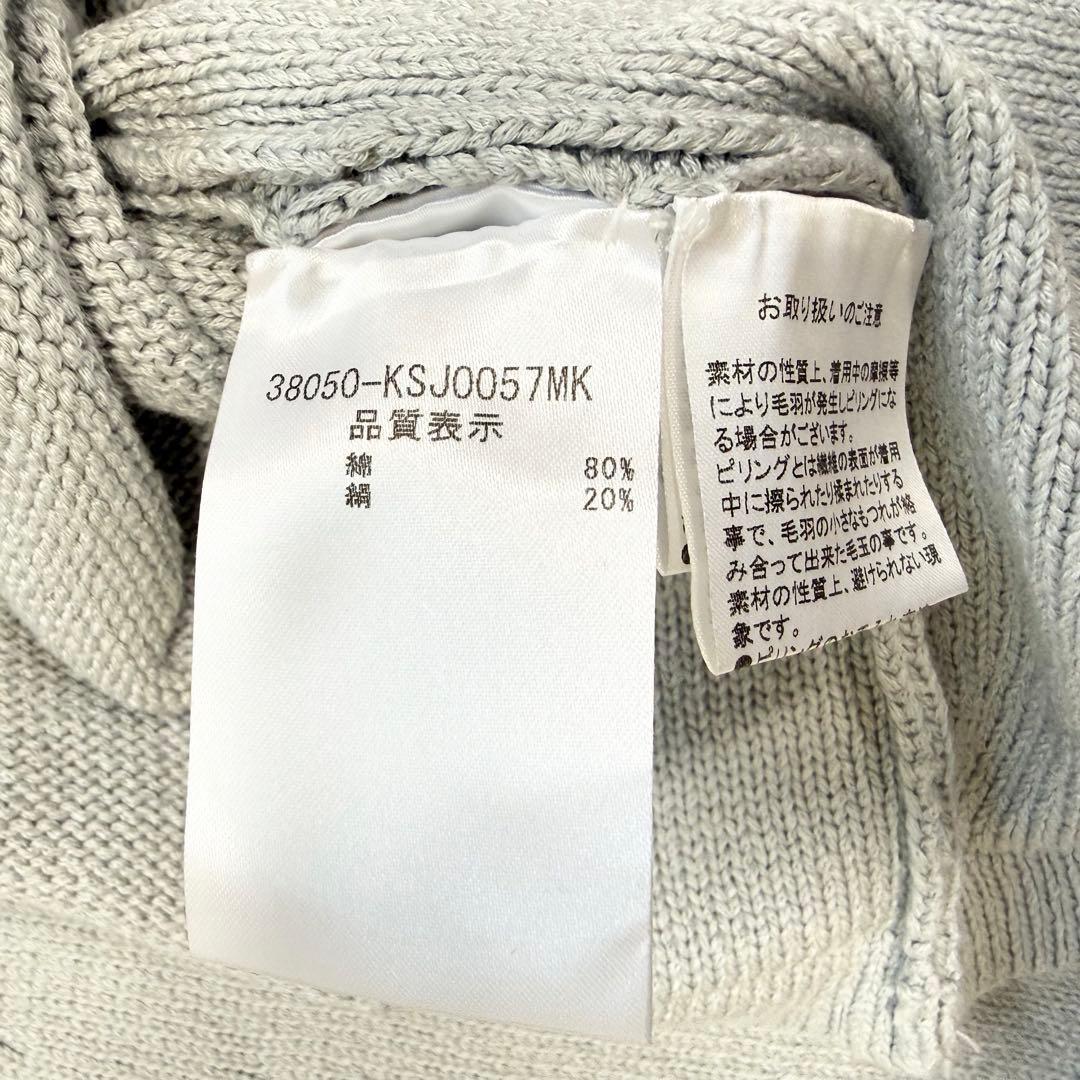 38050-KSJ0057MK
品質表示
綿 80%
絹 20%
お取り扱いのご注意
素材の性質上、着用中の摩擦等
により毛羽が発生しピリングにな
る場合がございます。
ピリングとは繊維の表面が着用
中に擦られたり揉まれたりする
事で、毛羽の小さなもつれが絡
み合って出来た毛玉の事です。
素材の性質上、避けられない現
象です。
●ピリングの